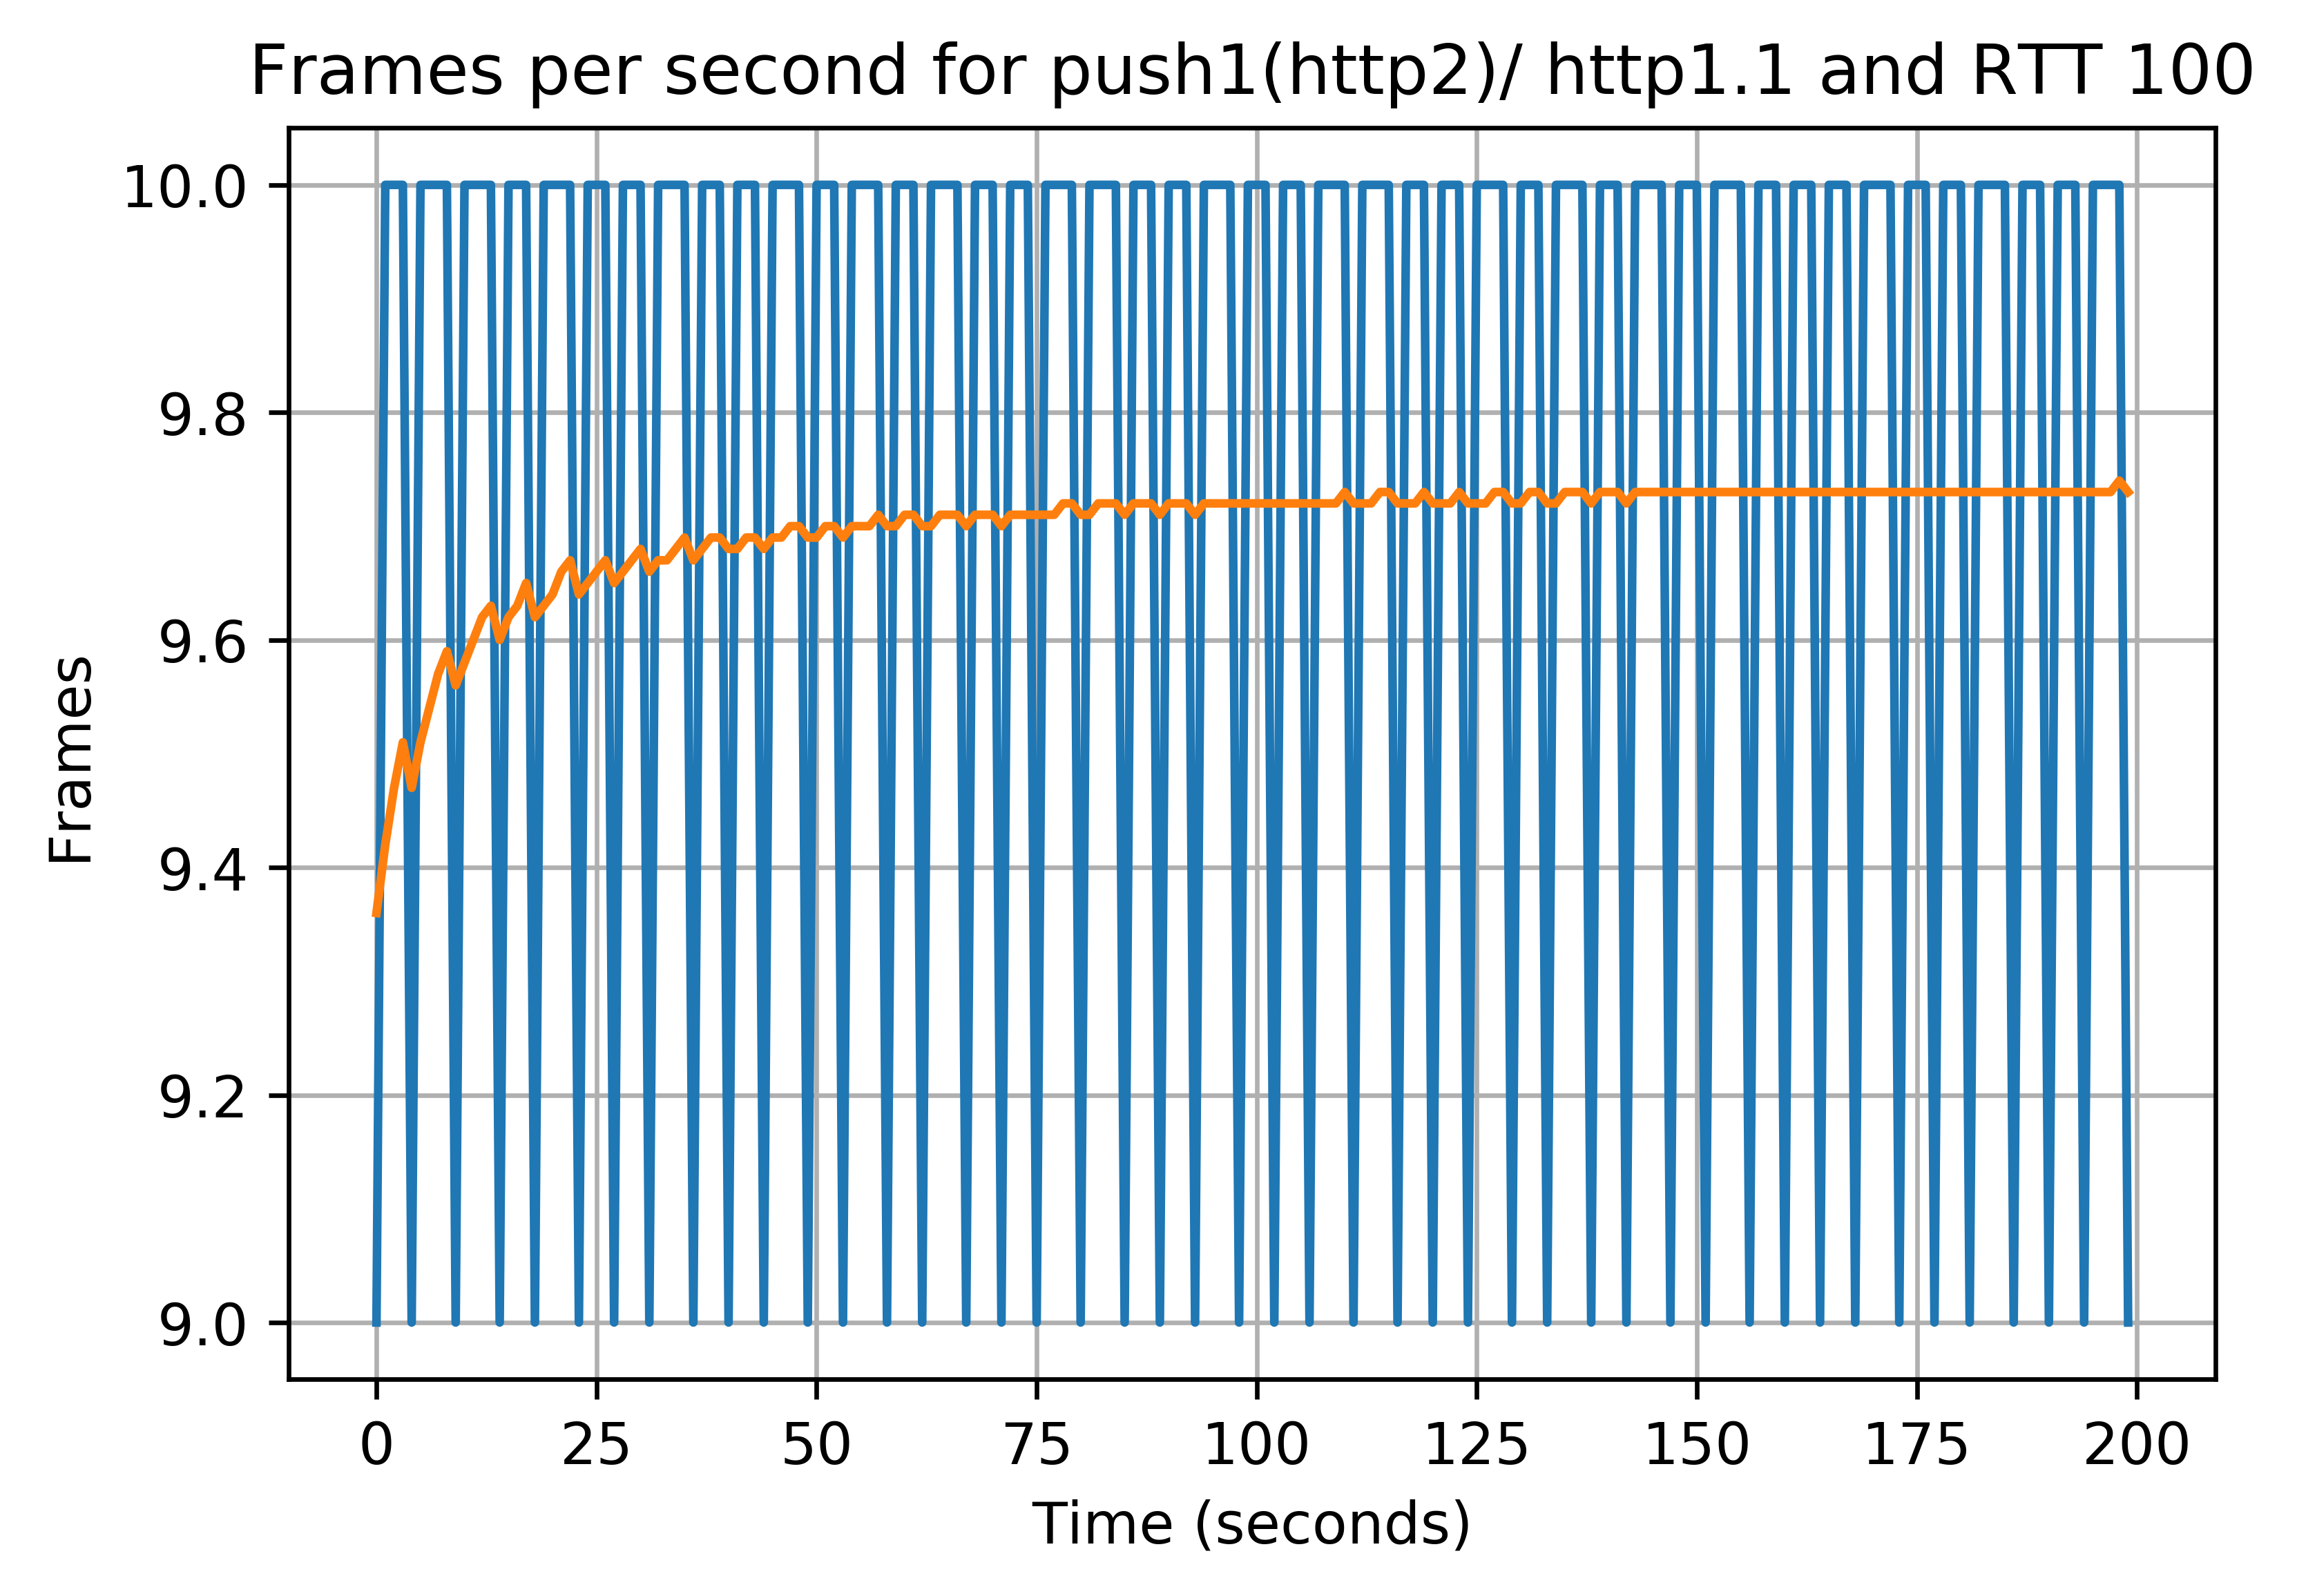 Frames per second for push1(http2)/ http1.1 and RTT 100
10.0
9.8
9.6
9.4
9.2
9.0
Frames
0 25 50 75 100 125 150 175 200
Time (seconds)